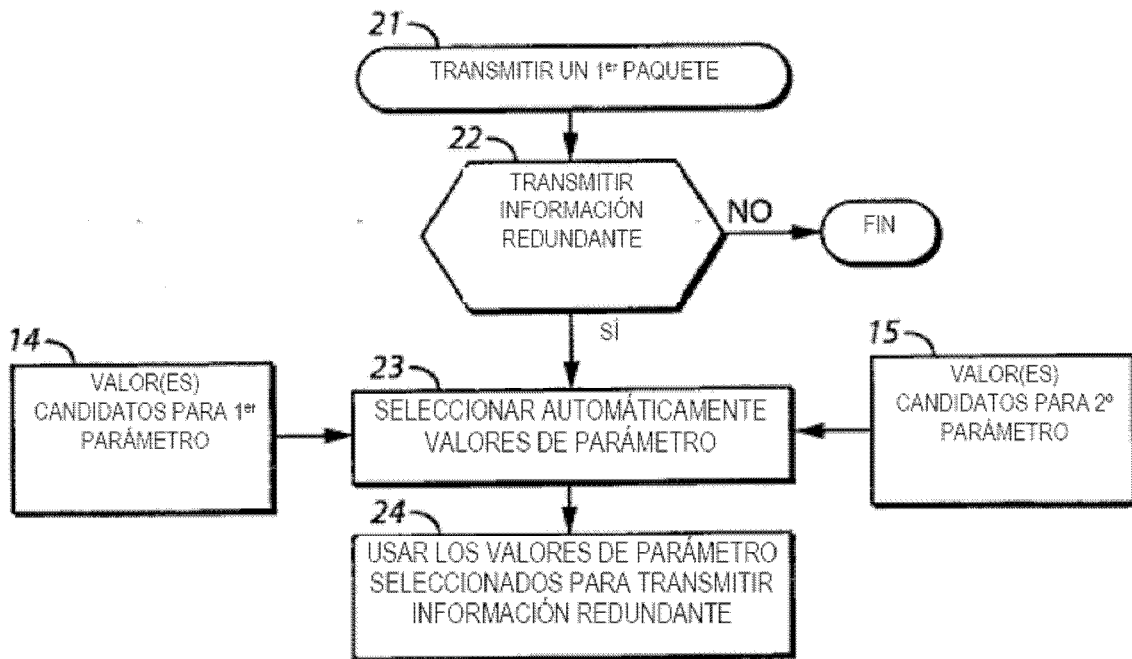 21
TRANSMITIR UN 1er PAQUETE
22
TRANSMITIR
INFORMACIÓN
REDUNDANTE
NO
FIN
SÍ
14
VALOR(ES)
CANDIDATOS PARA 1er
PARÁMETRO
23
SELECCIONAR AUTOMÁTICAMENTE
VALORES DE PARÁMETRO
15
VALOR(ES)
CANDIDATOS PARA 2º
PARÁMETRO
24
USAR LOS VALORES DE PARÁMETRO
SELECCIONADOS PARA TRANSMITIR
INFORMACIÓN REDUNDANTE